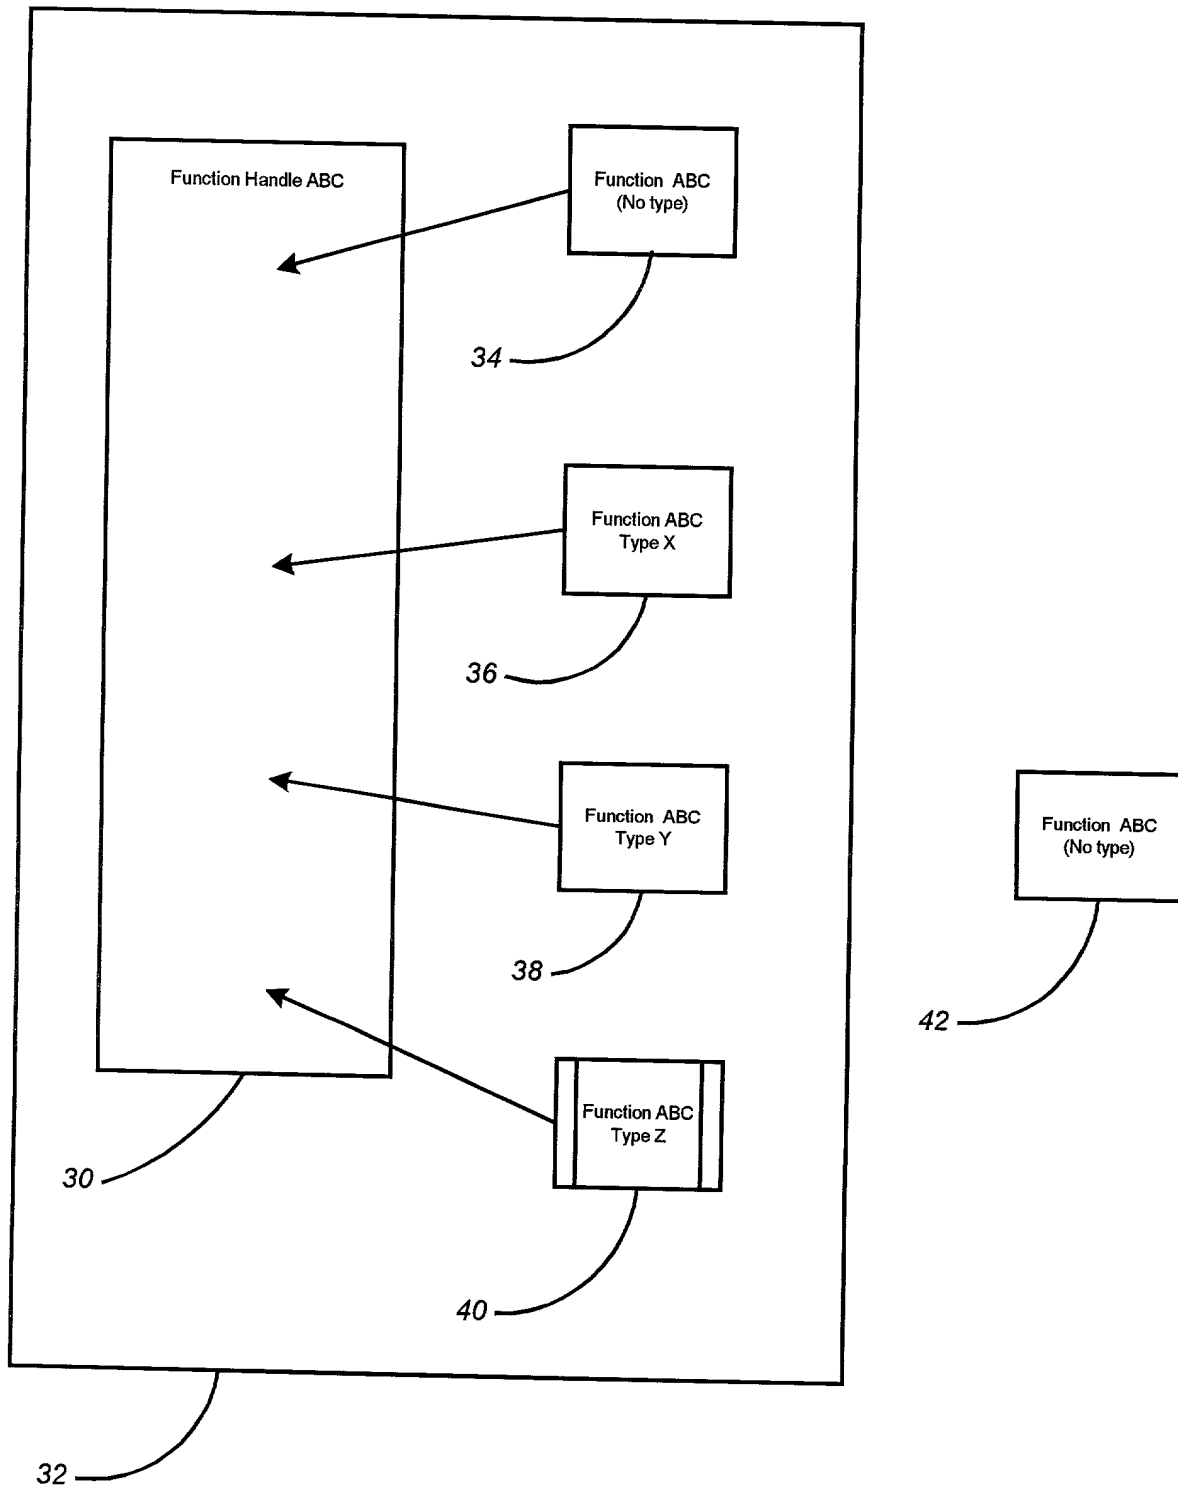 Function Handle ABC
Function ABC
(No type)
34
Function ABC
Type X
36
Function ABC
Type Y
38
Function ABC
(No type)
42
Function ABC
Type Z
30
40
32